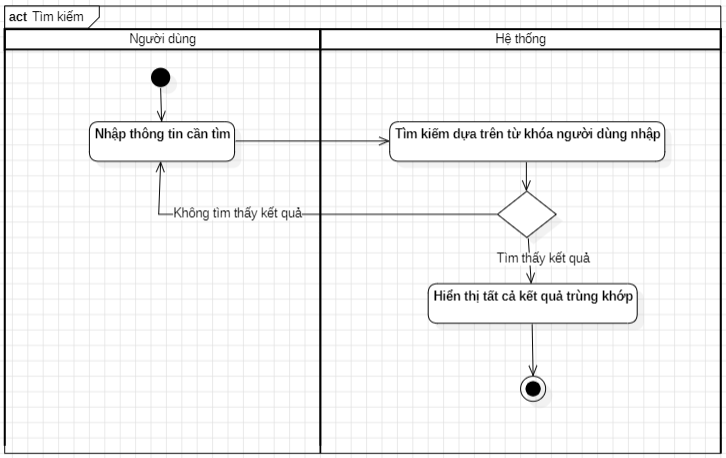 act Tìm kiếm
Người dùng
Hệ thống
Nhập thông tin cần tìm
Tìm kiếm dựa trên từ khóa người dùng nhập
Không tìm thấy kết quả
Tìm thấy kết quả
Hiển thị tất cả kết quả trùng khớp